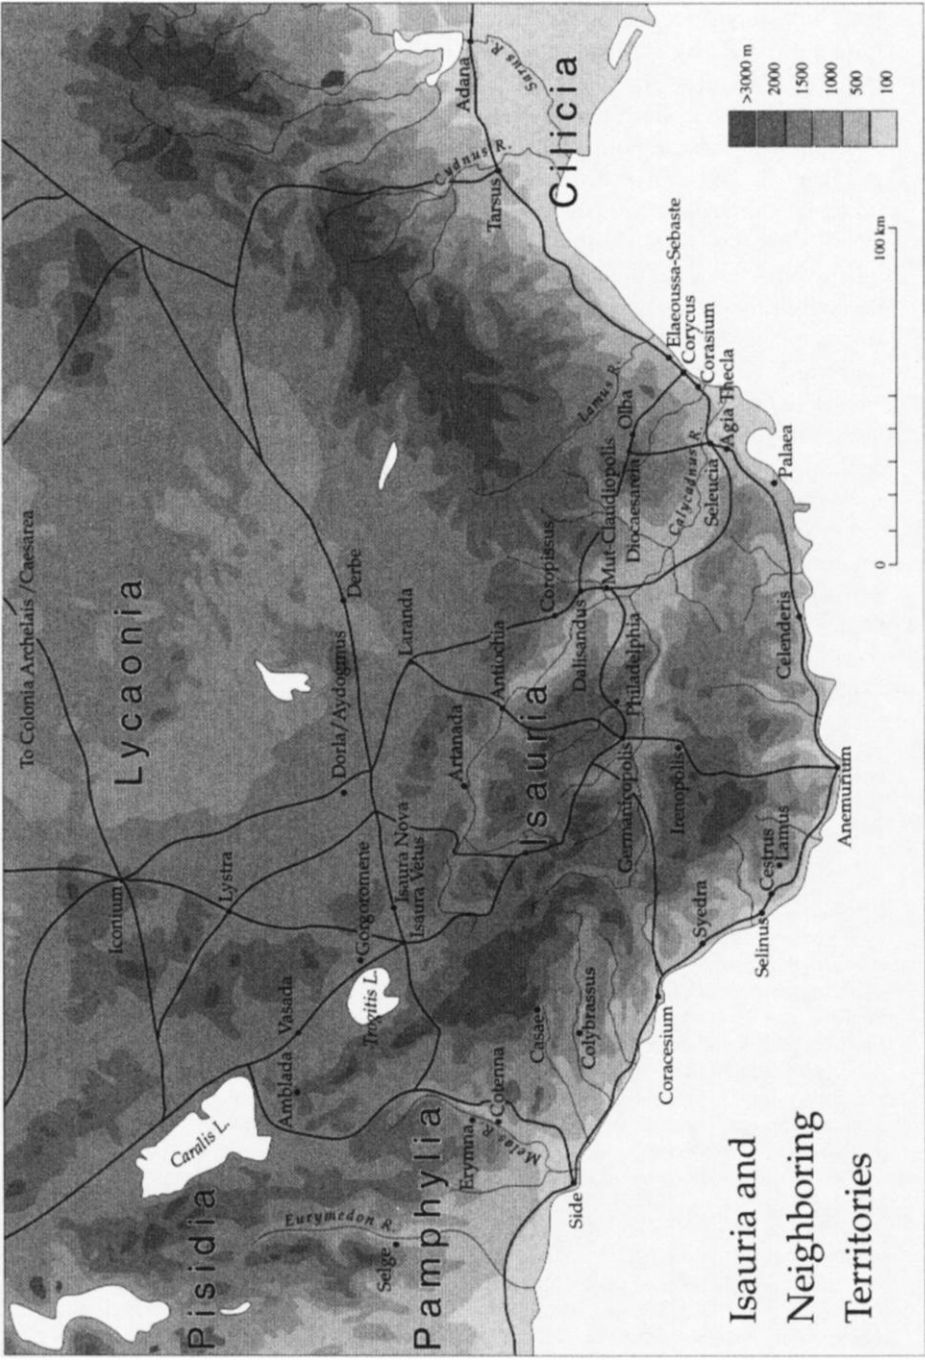 Isauria and
Neighboring
Territories
To Colonia Archelais /Caesarea
Lycaonia
Pisidia
Pamphylia
Isauria
Cilicia
Iconium
Lystra
Derbe
Laranda
Dorla/Aydogmus
Caralis L.
Amblada
Vasada
Gorgoromene
Trogitis L.
Isaura Nova
Isaura Vetus
Artanada
Antiochia
Coropissus
Dalisandus
Mut-Claudiopolis
Diocaesareia
Olba
Lamus R.
Calycadnus R.
Seleucia
Agia Thecla
Corasium
Corycus
Elaeoussa-Sebaste
Tarsus
Cudnus R.
Adana
Sarus R.
Eurymedon R.
Selge
Erymna
Melas R.
Cotenna
Casae
Colybrassus
Germanicopolis
Philadelphia
Irenopolis
Side
Coracesium
Syedra
Selinus
Cestrus
Lamus
Anemurium
Celenderis
Palaea
>3000 m
2000
1500
1000
500
100
0
100 km